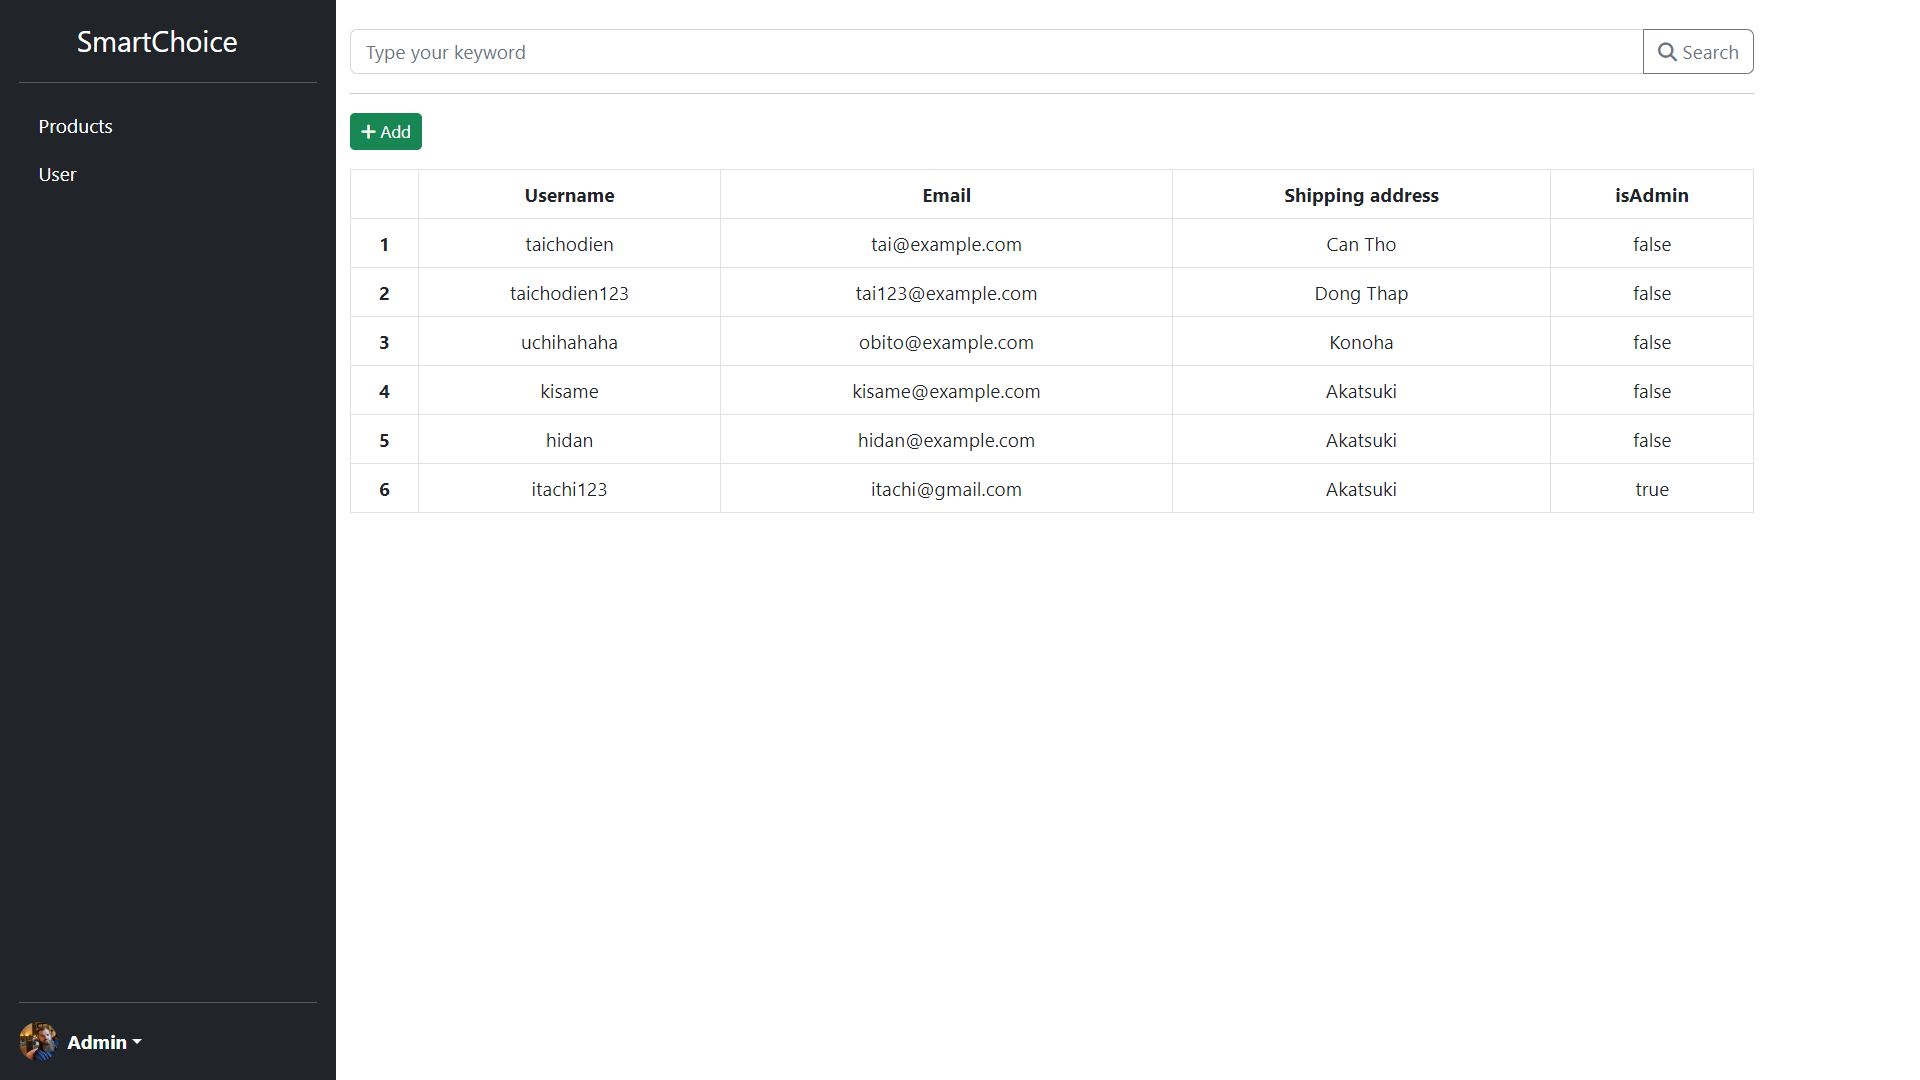 SmartChoice
Products
User
Admin
Type your keyword
Search
Add
Username Email Shipping address isAdmin
1 taichodien tai@example.com Can Tho false
2 taichodien123 tai123@example.com Dong Thap false
3 uchihahaha obito@example.com Konoha false
4 kisame kisame@example.com Akatsuki false
5 hidan hidan@example.com Akatsuki false
6 itachi123 itachi@gmail.com Akatsuki true